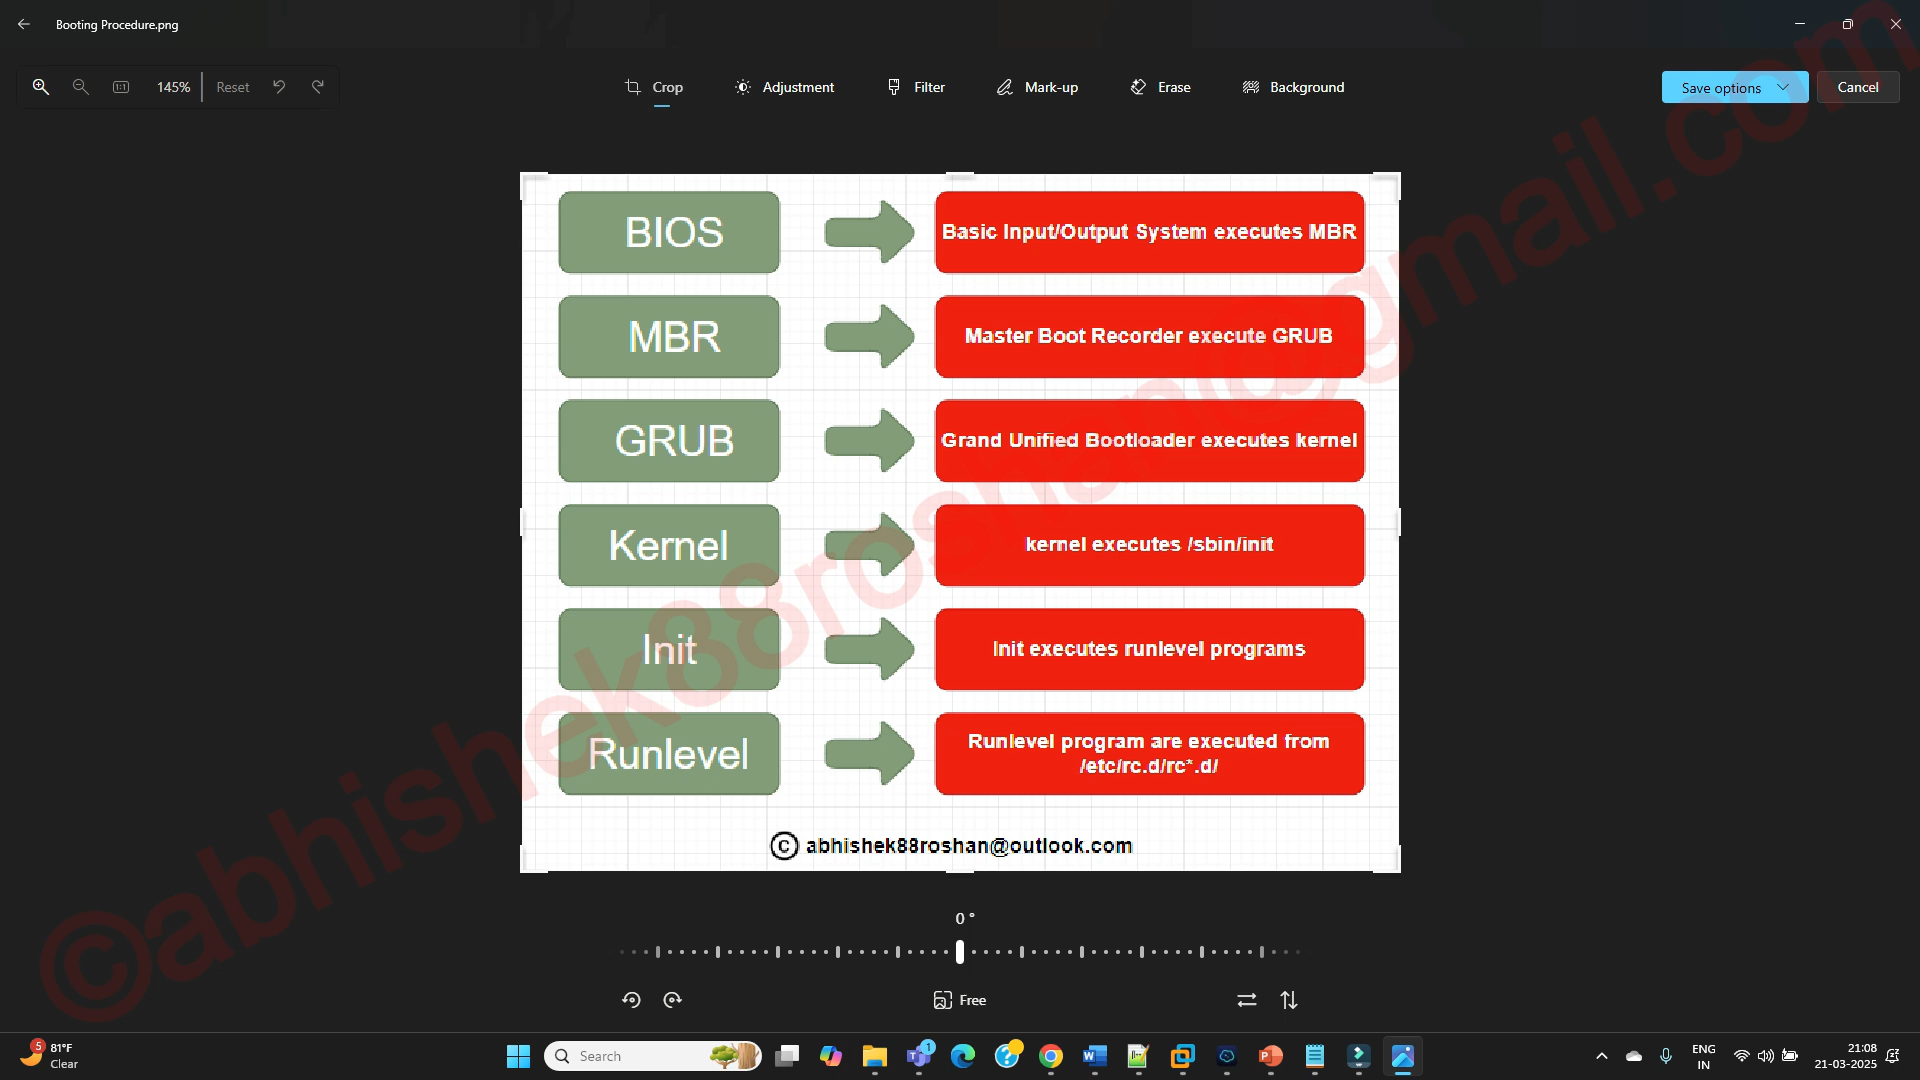 Booting Procedure.png
145%
Reset
Crop
Adjustment
Filter
Mark-up
Erase
Background
Save options
Cancel
BIOS
Basic Input/Output System executes MBR
MBR
Master Boot Recorder execute GRUB
GRUB
Grand Unified Bootloader executes kernel
Kernel
kernel executes /sbin/init
Init
Init executes runlevel programs
Runlevel
Runlevel program are executed from
/etc/rc.d/rc*.d/
© abhishek88roshan@outlook.com
©abhishek88roshan@gmail.com
0 °
Free
5
81°F
Clear
Search
1
ENG
IN
21:08
21-03-2025